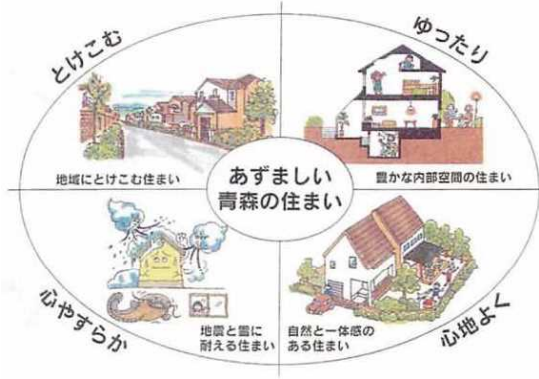 とけこむ
ゆったり
地域にとけこむ住まい
豊かな内部空間の住まい
あずましい
青森の住まい
地震と雪に
耐える住まい
自然と一体感の
ある住まい
心やすらか
心地よく